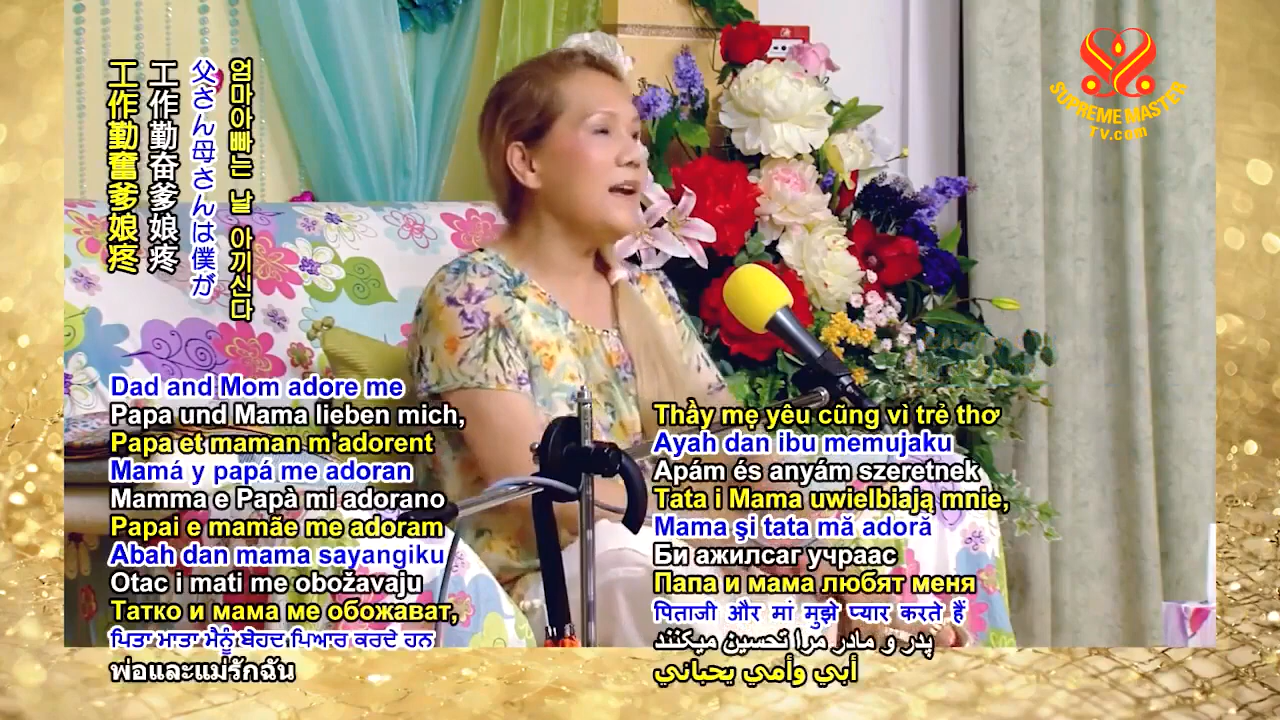 工作勤奮爹娘疼
工作勤奋爹娘疼
父さん母さんは僕が
엄마아빠는 날 아끼신다
SUPREME MASTER
TV.com
Dad and Mom adore me
Papa und Mama lieben mich,
Papa et maman m'adorent
Mamá y papá me adoran
Mamma e Papà mi adorano
Papai e mamãe me adoram
Abah dan mama sayangiku
Otac i mati me obožavaju
Татко и мама ме обожават,
ਪਿਤਾ ਮਾਤਾ ਮੈਨੂੰ ਬੇਹਦ ਪਿਆਰ ਕਰਦੇ ਹਨ
พ่อและแม่รักฉัน
Thầy mẹ yêu cũng vì trẻ thơ
Ayah dan ibu memujaku
Apám és anyám szeretnek
Tata i Mama uwielbiają mnie,
Mama şi tata mă adoră
Би ажилсаг учраас
Папа и мама любят меня
पिताजी और मां मुझे प्यार करते हैं
پدر و مادر مرا تحسین میکنند
أبي وأمي يحباني